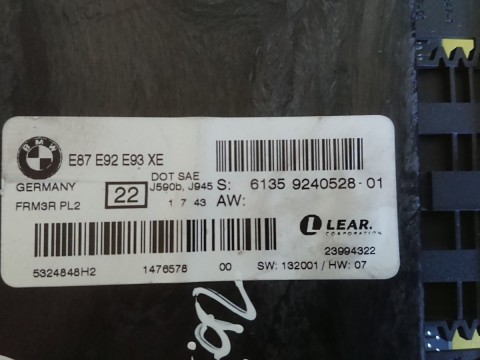 BMW
E87 E92 E93 XE
GERMANY
22
DOT SAE
J590b, J945
FRM3R PL2
1 7 43
S: 6135 9240528-01
AW:
LEAR.
CORPORATION
23994322
5324848H2
1476578
00
SW: 132001 / HW: 07